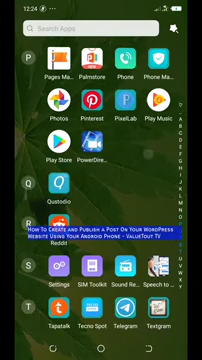 12:24
Search Apps
P
Pages Ma...
Palmstore
Phone
Phone Ma...
Photos
Pinterest
PixelLab
Play Music
Play Store
PowerDire...
Q
Qustodio
R
How To Create and Publish a Post On Your WordPress
Website Using Your Android Phone - ValueTout TV
Reddit
S
Settings
SIM Toolkit
Sound Re...
Speech to ...
T
Tapatalk
Tecno Spot
Telegram
Textgram
A
B
C
D
E
F
G
H
I
J
K
L
M
N
O
S
T
U
V
W
X
Y
Z